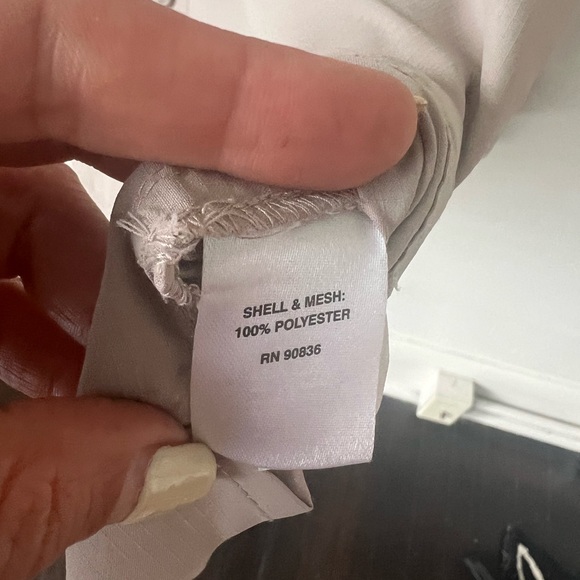 SHELL & MESH:
100% POLYESTER
RN 90836